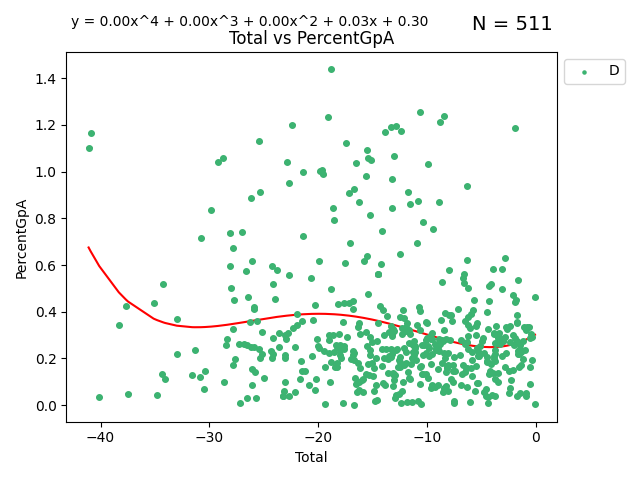 y = 0.00x^4 + 0.00x^3 + 0.00x^2 + 0.03x + 0.30
N = 511
Total vs PercentGpA
D
PercentGpA
1.4
1.2
1.0
0.8
0.6
0.4
0.2
0.0
−40
−30
−20
−10
0
Total